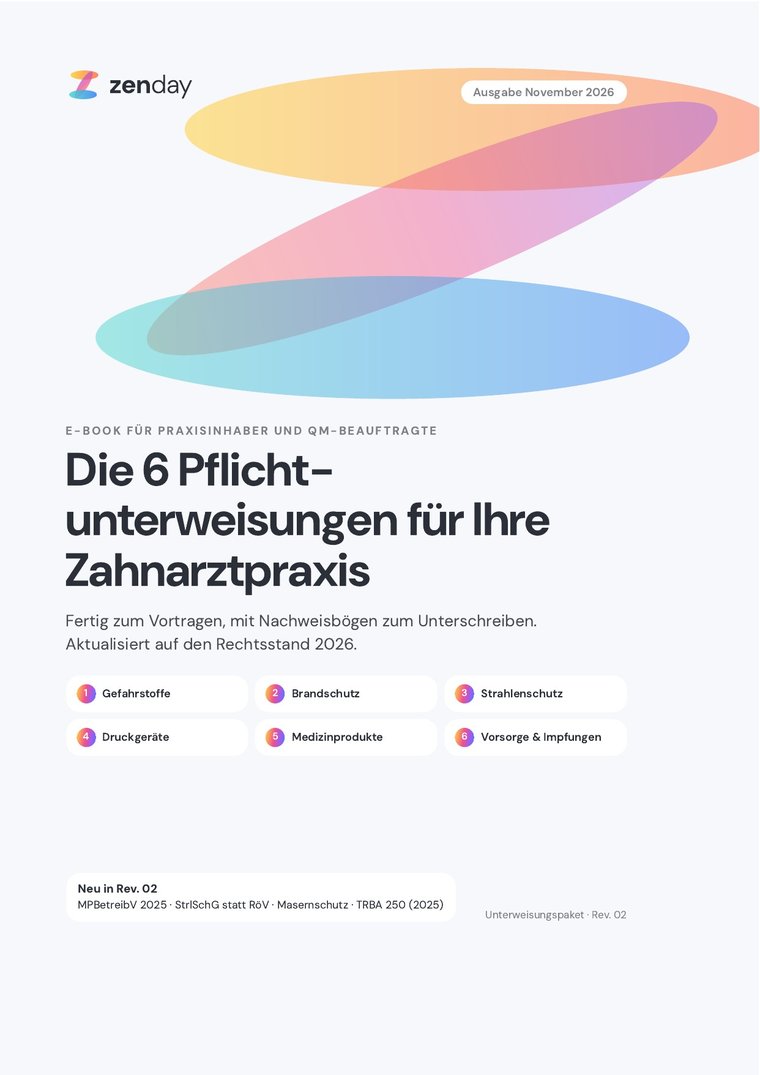 zenday
Ausgabe November 2026
E-BOOK FÜR PRAXISINHABER UND QM-BEAUFTRAGTE
Die 6 Pflicht-
unterweisungen für Ihre
Zahnarztpraxis
Fertig zum Vortragen, mit Nachweisbögen zum Unterschreiben.
Aktualisiert auf den Rechtsstand 2026.
1 Gefahrstoffe
2 Brandschutz
3 Strahlenschutz
4 Druckgeräte
5 Medizinprodukte
6 Vorsorge & Impfungen
Neu in Rev. 02
MPBetreibV 2025 · StrlSchG statt RöV · Masernschutz · TRBA 250 (2025)
Unterweisungspaket · Rev. 02